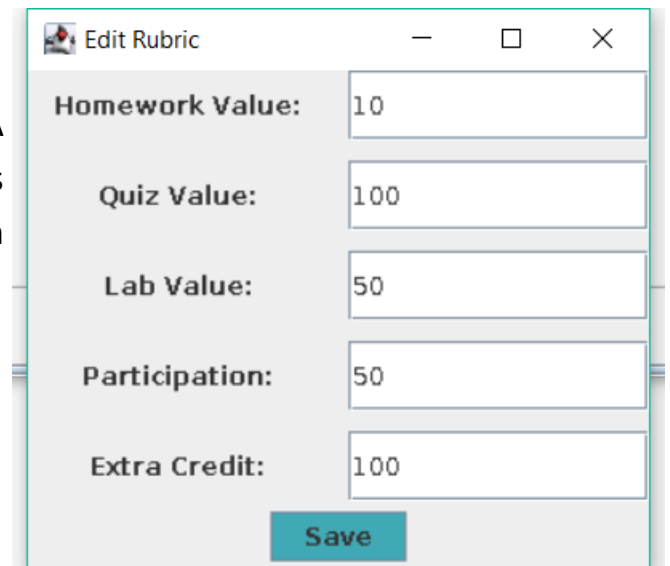 Edit Rubric
Homework Value: 10
Quiz Value: 100
Lab Value: 50
Participation: 50
Extra Credit: 100
Save